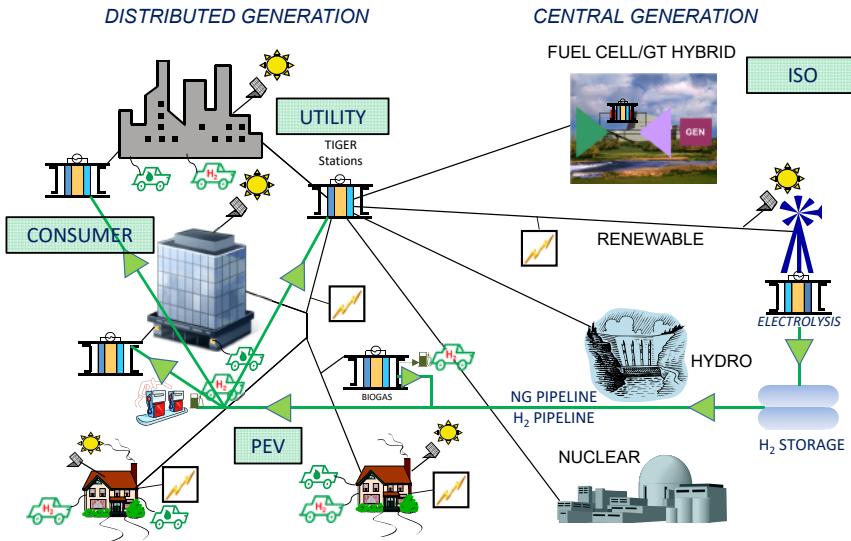 DISTRIBUTED GENERATION
CENTRAL GENERATION
FUEL CELL/GT HYBRID
ISO
UTILITY
TIGER
Stations
GEN
H₂
CONSUMER
RENEWABLE
ELECTROLYSIS
HYDRO
H₂
BIOGAS
H₂
NG PIPELINE
H₂ PIPELINE
H₂ STORAGE
PEV
NUCLEAR
H₂
H₂